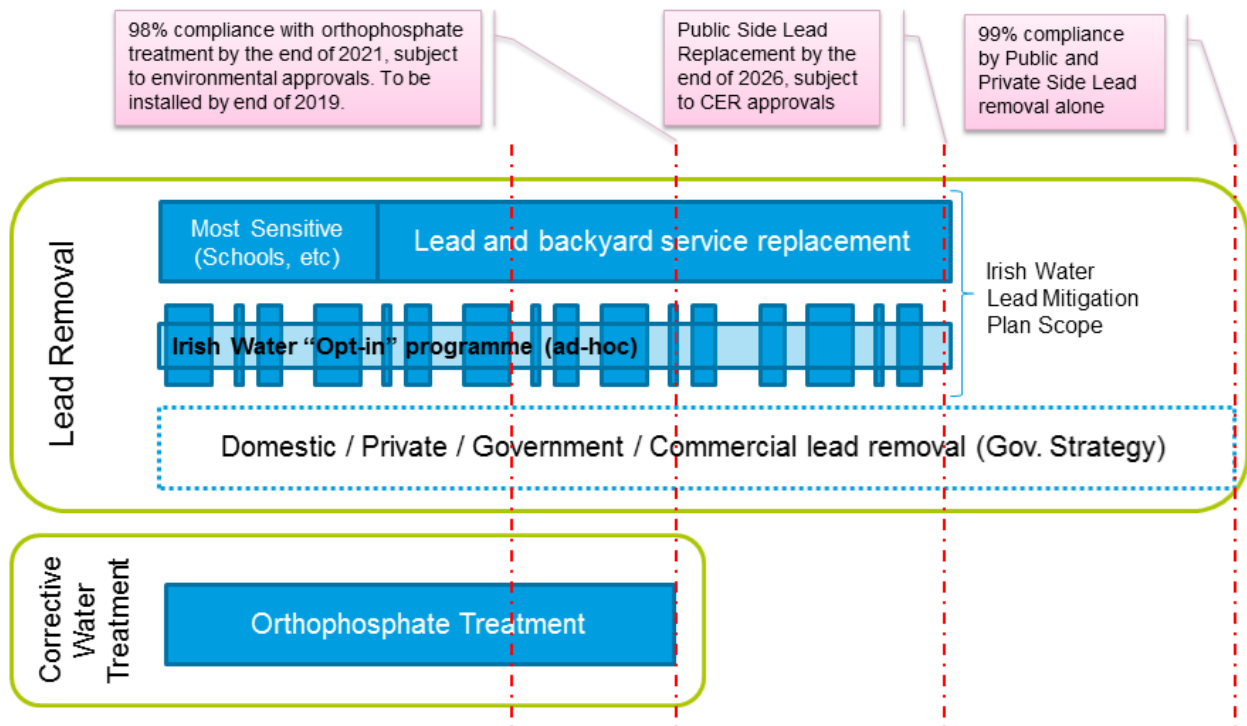 98% compliance with orthophosphate
treatment by the end of 2021, subject
to environmental approvals. To be
installed by end of 2019.
Public Side Lead
Replacement by the
end of 2026, subject
to CER approvals
99% compliance
by Public and
Private Side Lead
removal alone
Lead Removal
Most Sensitive
(Schools, etc)
Lead and backyard service replacement
Irish Water "Opt-in" programme (ad-hoc)
Irish Water
Lead Mitigation
Plan Scope
Domestic / Private / Government / Commercial lead removal (Gov. Strategy)
Corrective
Water
Treatment
Orthophosphate Treatment